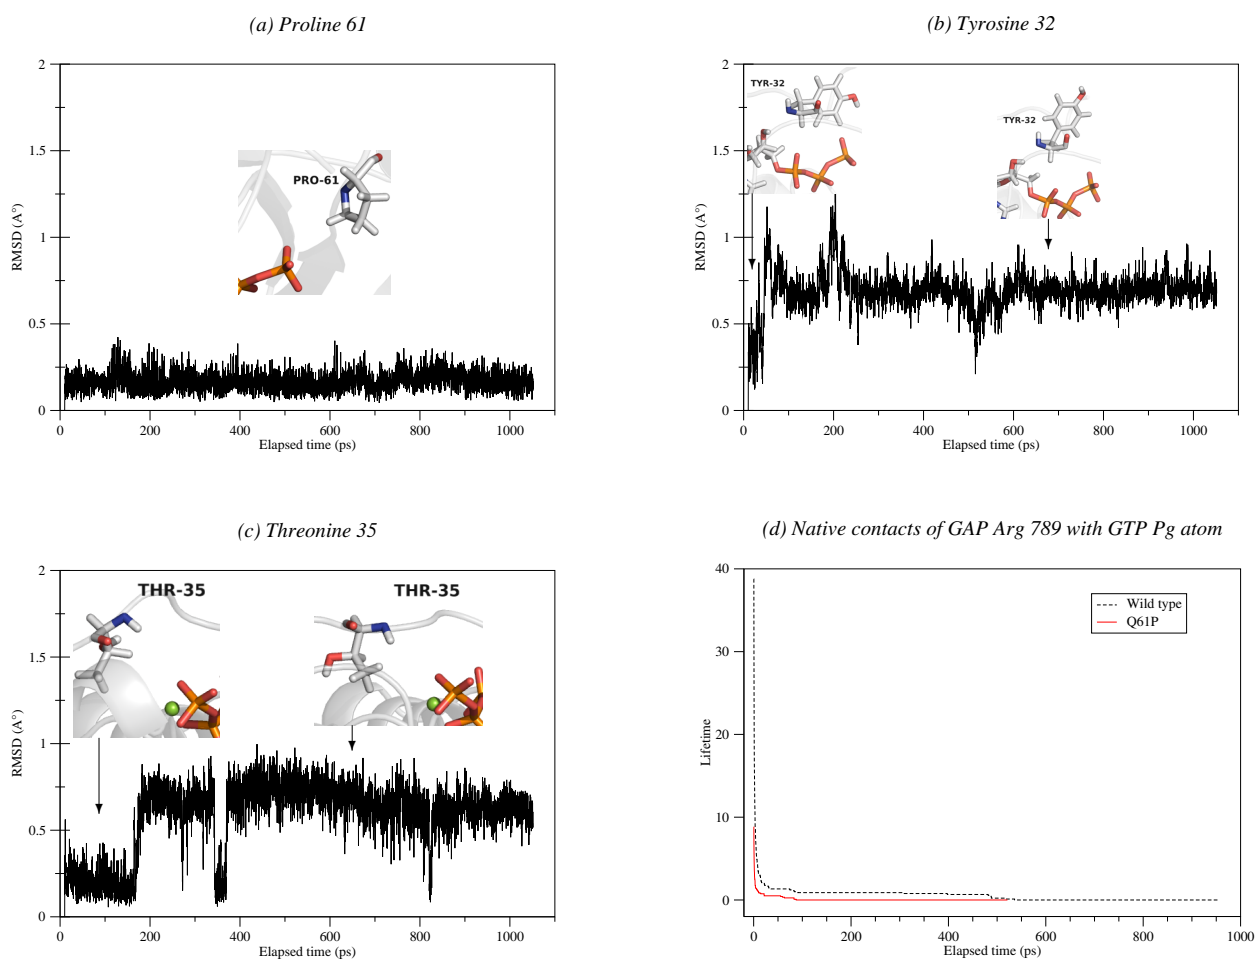 (a) Proline 61
2
1.5
1
0.5
0
RMSD (A°)
PRO-61
0
200
400
600
800
1000
Elapsed time (ps)
(b) Tyrosine 32
2
1.5
1
0.5
0
RMSD (A°)
TYR-32
TYR-32
0
200
400
600
800
1000
Elapsed time (ps)
(c) Threonine 35
2
1.5
1
0.5
0
RMSD (A°)
THR-35
THR-35
0
200
400
600
800
1000
Elapsed time (ps)
(d) Native contacts of GAP Arg 789 with GTP Pg atom
40
30
20
10
0
Lifetime
Wild type
Q61P
0
200
400
600
800
1000
Elapsed time (ps)